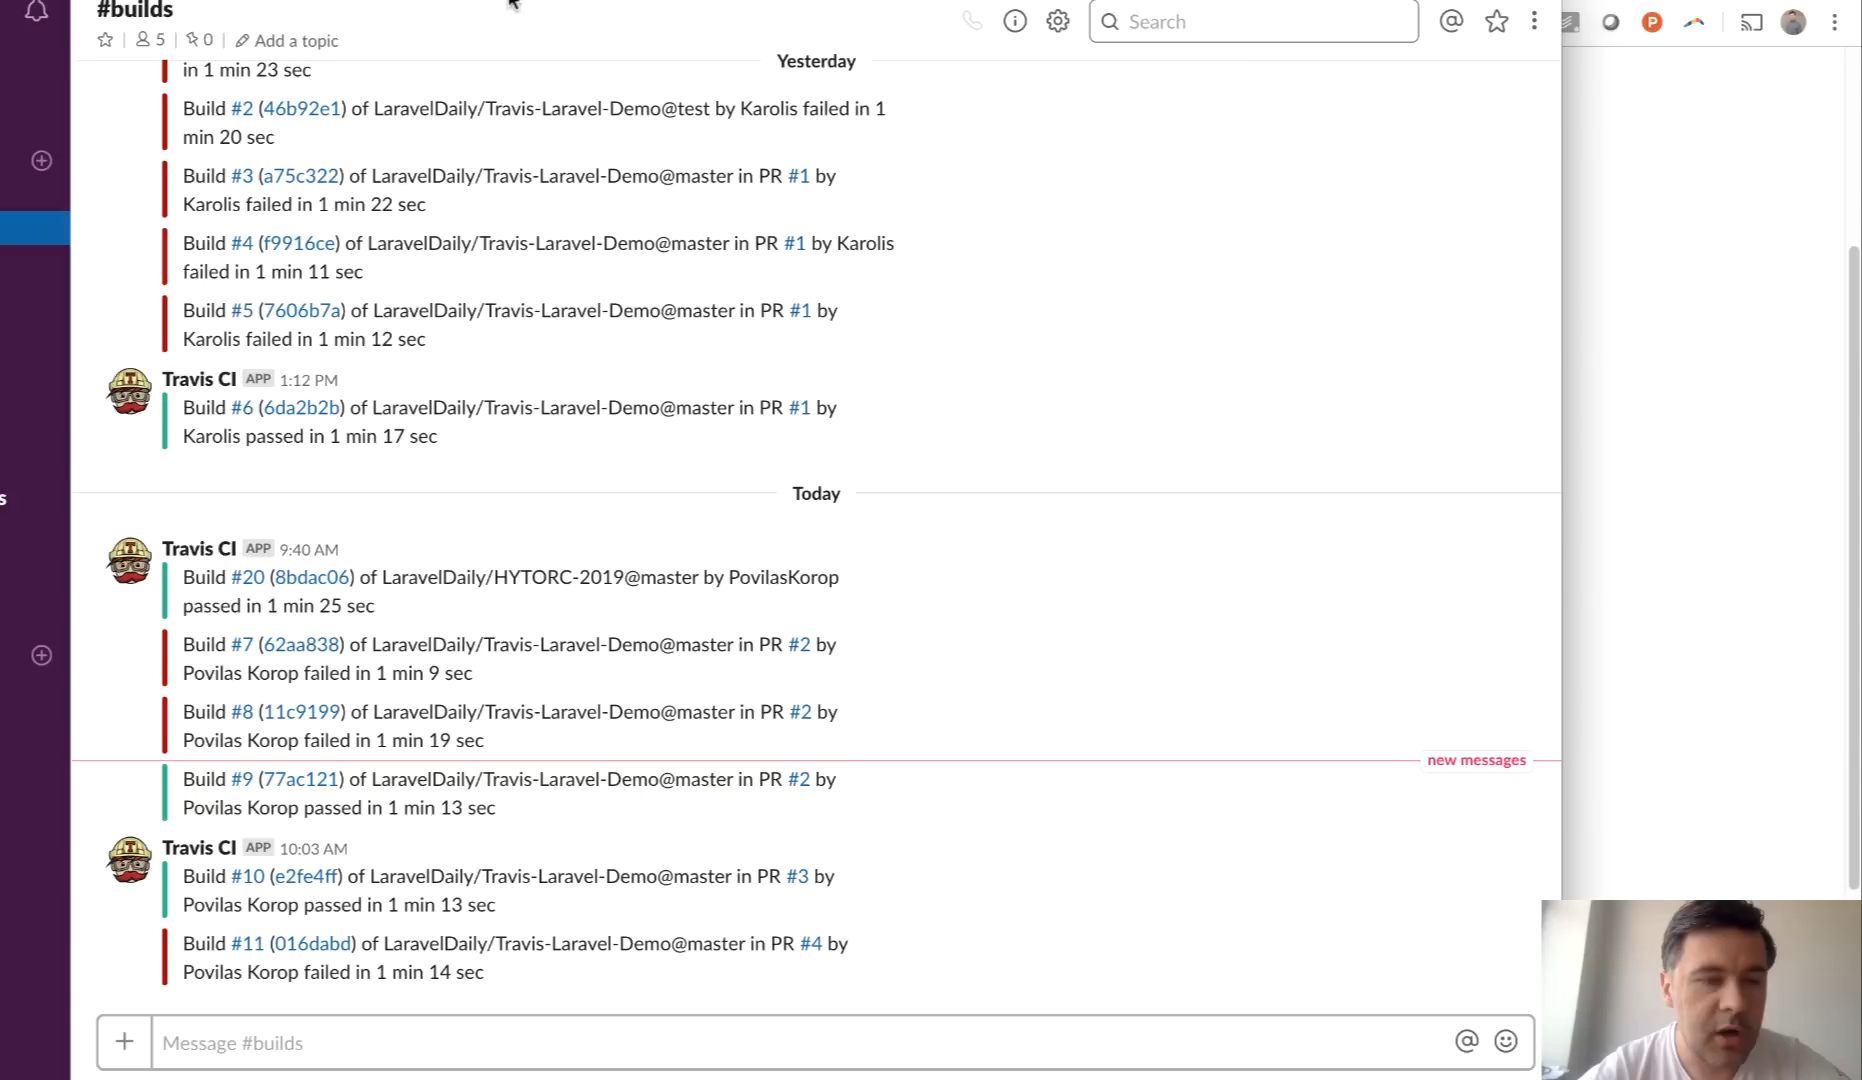 #builds
5
0
Add a topic
Search
@
P
Yesterday
in 1 min 23 sec
Build #2 (46b92e1) of LaravelDaily/Travis-Laravel-Demo@test by Karolis failed in 1
min 20 sec
Build #3 (a75c322) of LaravelDaily/Travis-Laravel-Demo@master in PR #1 by
Karolis failed in 1 min 22 sec
Build #4 (f9916ce) of LaravelDaily/Travis-Laravel-Demo@master in PR #1 by Karolis
failed in 1 min 11 sec
Build #5 (7606b7a) of LaravelDaily/Travis-Laravel-Demo@master in PR #1 by
Karolis failed in 1 min 12 sec
Travis CI APP 1:12 PM
Build #6 (6da2b2b) of LaravelDaily/Travis-Laravel-Demo@master in PR #1 by
Karolis passed in 1 min 17 sec
s
Today
Travis CI APP 9:40 AM
Build #20 (8bdac06) of LaravelDaily/HYTORC-2019@master by PovilasKorop
passed in 1 min 25 sec
Build #7 (62aa838) of LaravelDaily/Travis-Laravel-Demo@master in PR #2 by
Povilas Korop failed in 1 min 9 sec
Build #8 (11c9199) of LaravelDaily/Travis-Laravel-Demo@master in PR #2 by
Povilas Korop failed in 1 min 19 sec
new messages
Build #9 (77ac121) of LaravelDaily/Travis-Laravel-Demo@master in PR #2 by
Povilas Korop passed in 1 min 13 sec
Travis CI APP 10:03 AM
Build #10 (e2fe4ff) of LaravelDaily/Travis-Laravel-Demo@master in PR #3 by
Povilas Korop passed in 1 min 13 sec
Build #11 (016dabd) of LaravelDaily/Travis-Laravel-Demo@master in PR #4 by
Povilas Korop failed in 1 min 14 sec
Message #builds
@